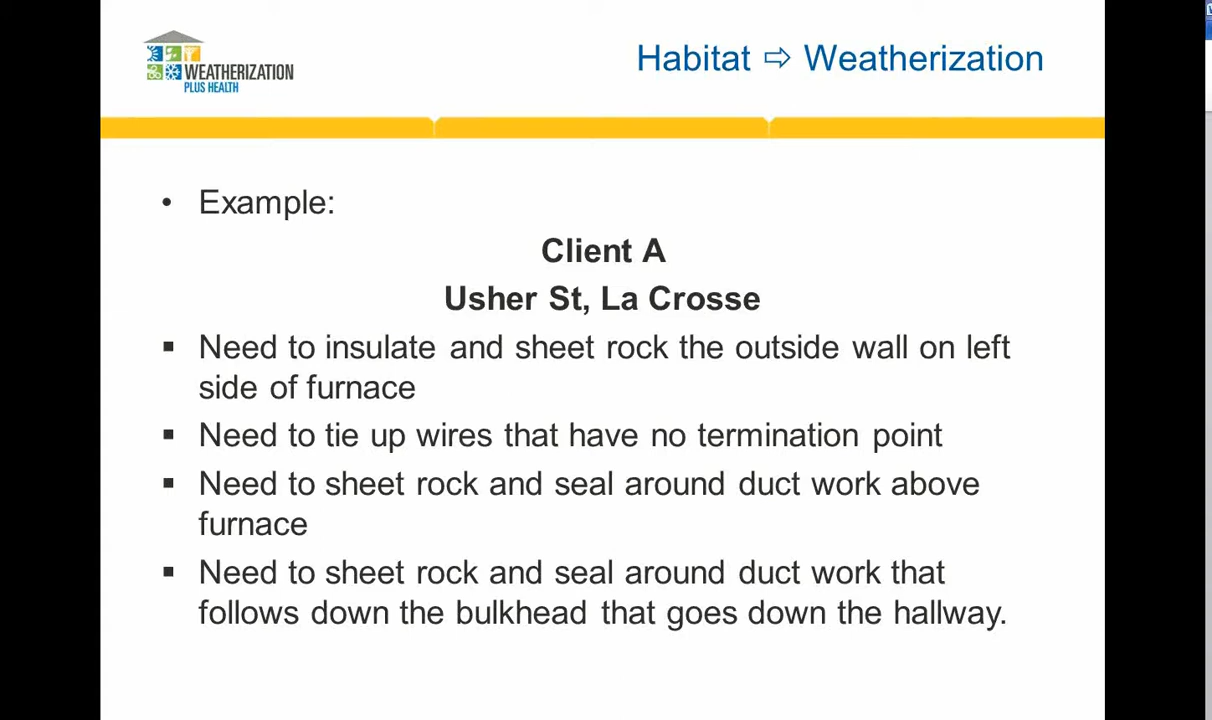 WEATHERIZATION
PLUS HEALTH
Habitat ⇨ Weatherization
• Example:
Client A
Usher St, La Crosse
▪ Need to insulate and sheet rock the outside wall on left
side of furnace
▪ Need to tie up wires that have no termination point
▪ Need to sheet rock and seal around duct work above
furnace
▪ Need to sheet rock and seal around duct work that
follows down the bulkhead that goes down the hallway.